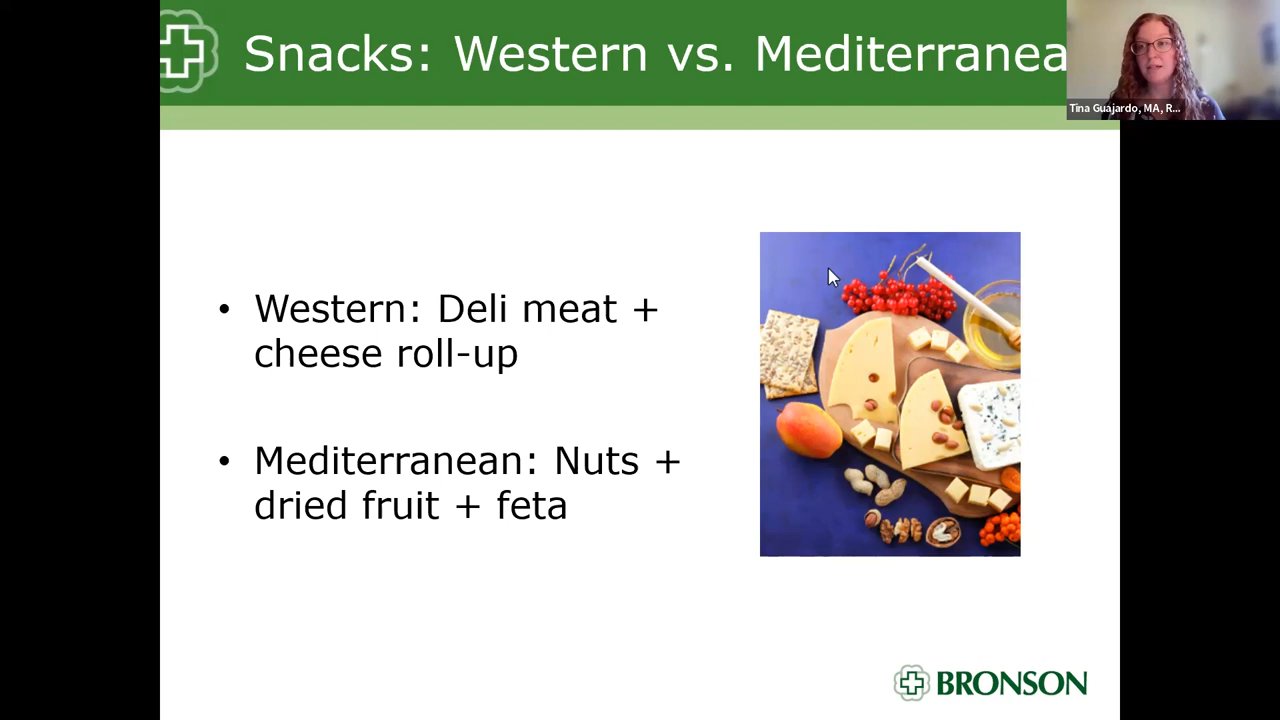 Snacks: Western vs. Mediterranea
Tina Guajardo, MA, R...
• Western: Deli meat +
cheese roll-up
• Mediterranean: Nuts +
dried fruit + feta
BRONSON